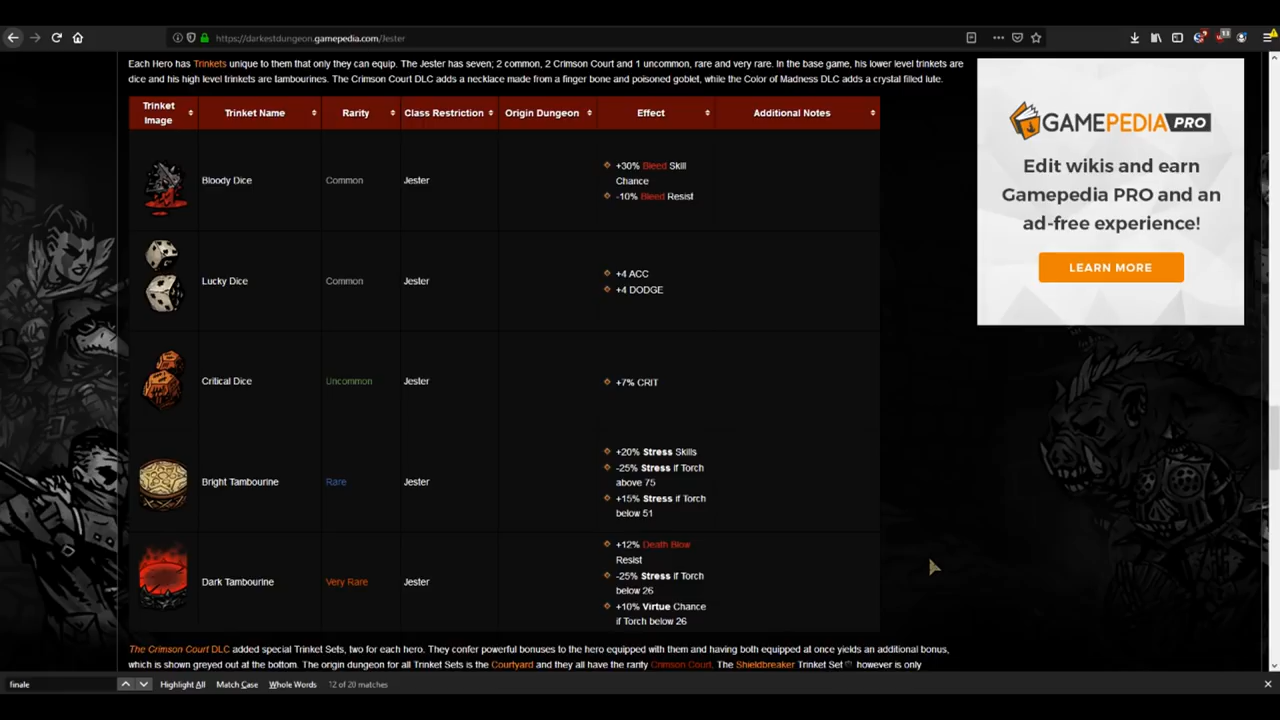 https://darkestdungeon.gamepedia.com/Jester
11
Each Hero has Trinkets unique to them that only they can equip. The Jester has seven; 2 common, 2 Crimson Court and 1 uncommon, rare and very rare. In the base game, his lower level trinkets are
dice and his high level trinkets are tambourines. The Crimson Court DLC adds a necklace made from a finger bone and poisoned goblet, while the Color of Madness DLC adds a crystal filled lute.
Trinket Image Trinket Name Rarity Class Restriction Origin Dungeon Effect Additional Notes
Bloody Dice Common Jester
+30% Bleed Skill
Chance
-10% Bleed Resist
Lucky Dice Common Jester
+4 ACC
+4 DODGE
Critical Dice Uncommon Jester
+7% CRIT
Bright Tambourine Rare Jester
+20% Stress Skills
-25% Stress if Torch
above 75
+15% Stress if Torch
below 51
Dark Tambourine Very Rare Jester
+12% Death Blow
Resist
-25% Stress if Torch
below 26
+10% Virtue Chance
if Torch below 26
The Crimson Court DLC added special Trinket Sets, two for each hero. They confer powerful bonuses to the hero equipped with them and having both equipped at once yields an additional bonus,
which is shown greyed out at the bottom. The origin dungeon for all Trinket Sets is the Courtyard and they all have the rarity Crimson Court. The Shieldbreaker Trinket Set however is only
GAMEPEDIA PRO
Edit wikis and earn
Gamepedia PRO and an
ad-free experience!
LEARN MORE
finale Highlight All Match Case Whole Words 12 of 20 matches